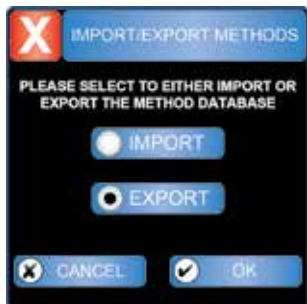 X
IMPORT/EXPORT METHODS
PLEASE SELECT TO EITHER IMPORT OR
EXPORT THE METHOD DATABASE
IMPORT
EXPORT
CANCEL
OK